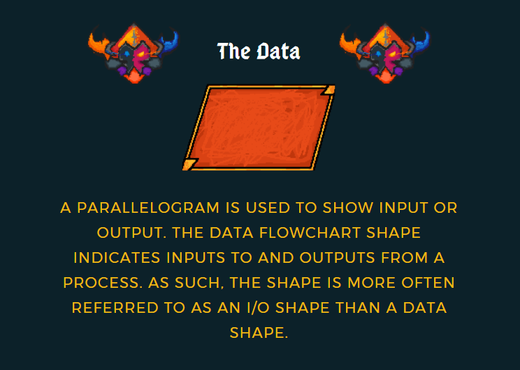 The Data
A PARALLELOGRAM IS USED TO SHOW INPUT OR
OUTPUT. THE DATA FLOWCHART SHAPE
INDICATES INPUTS TO AND OUTPUTS FROM A
PROCESS. AS SUCH, THE SHAPE IS MORE OFTEN
REFERRED TO AS AN I/O SHAPE THAN A DATA
SHAPE.